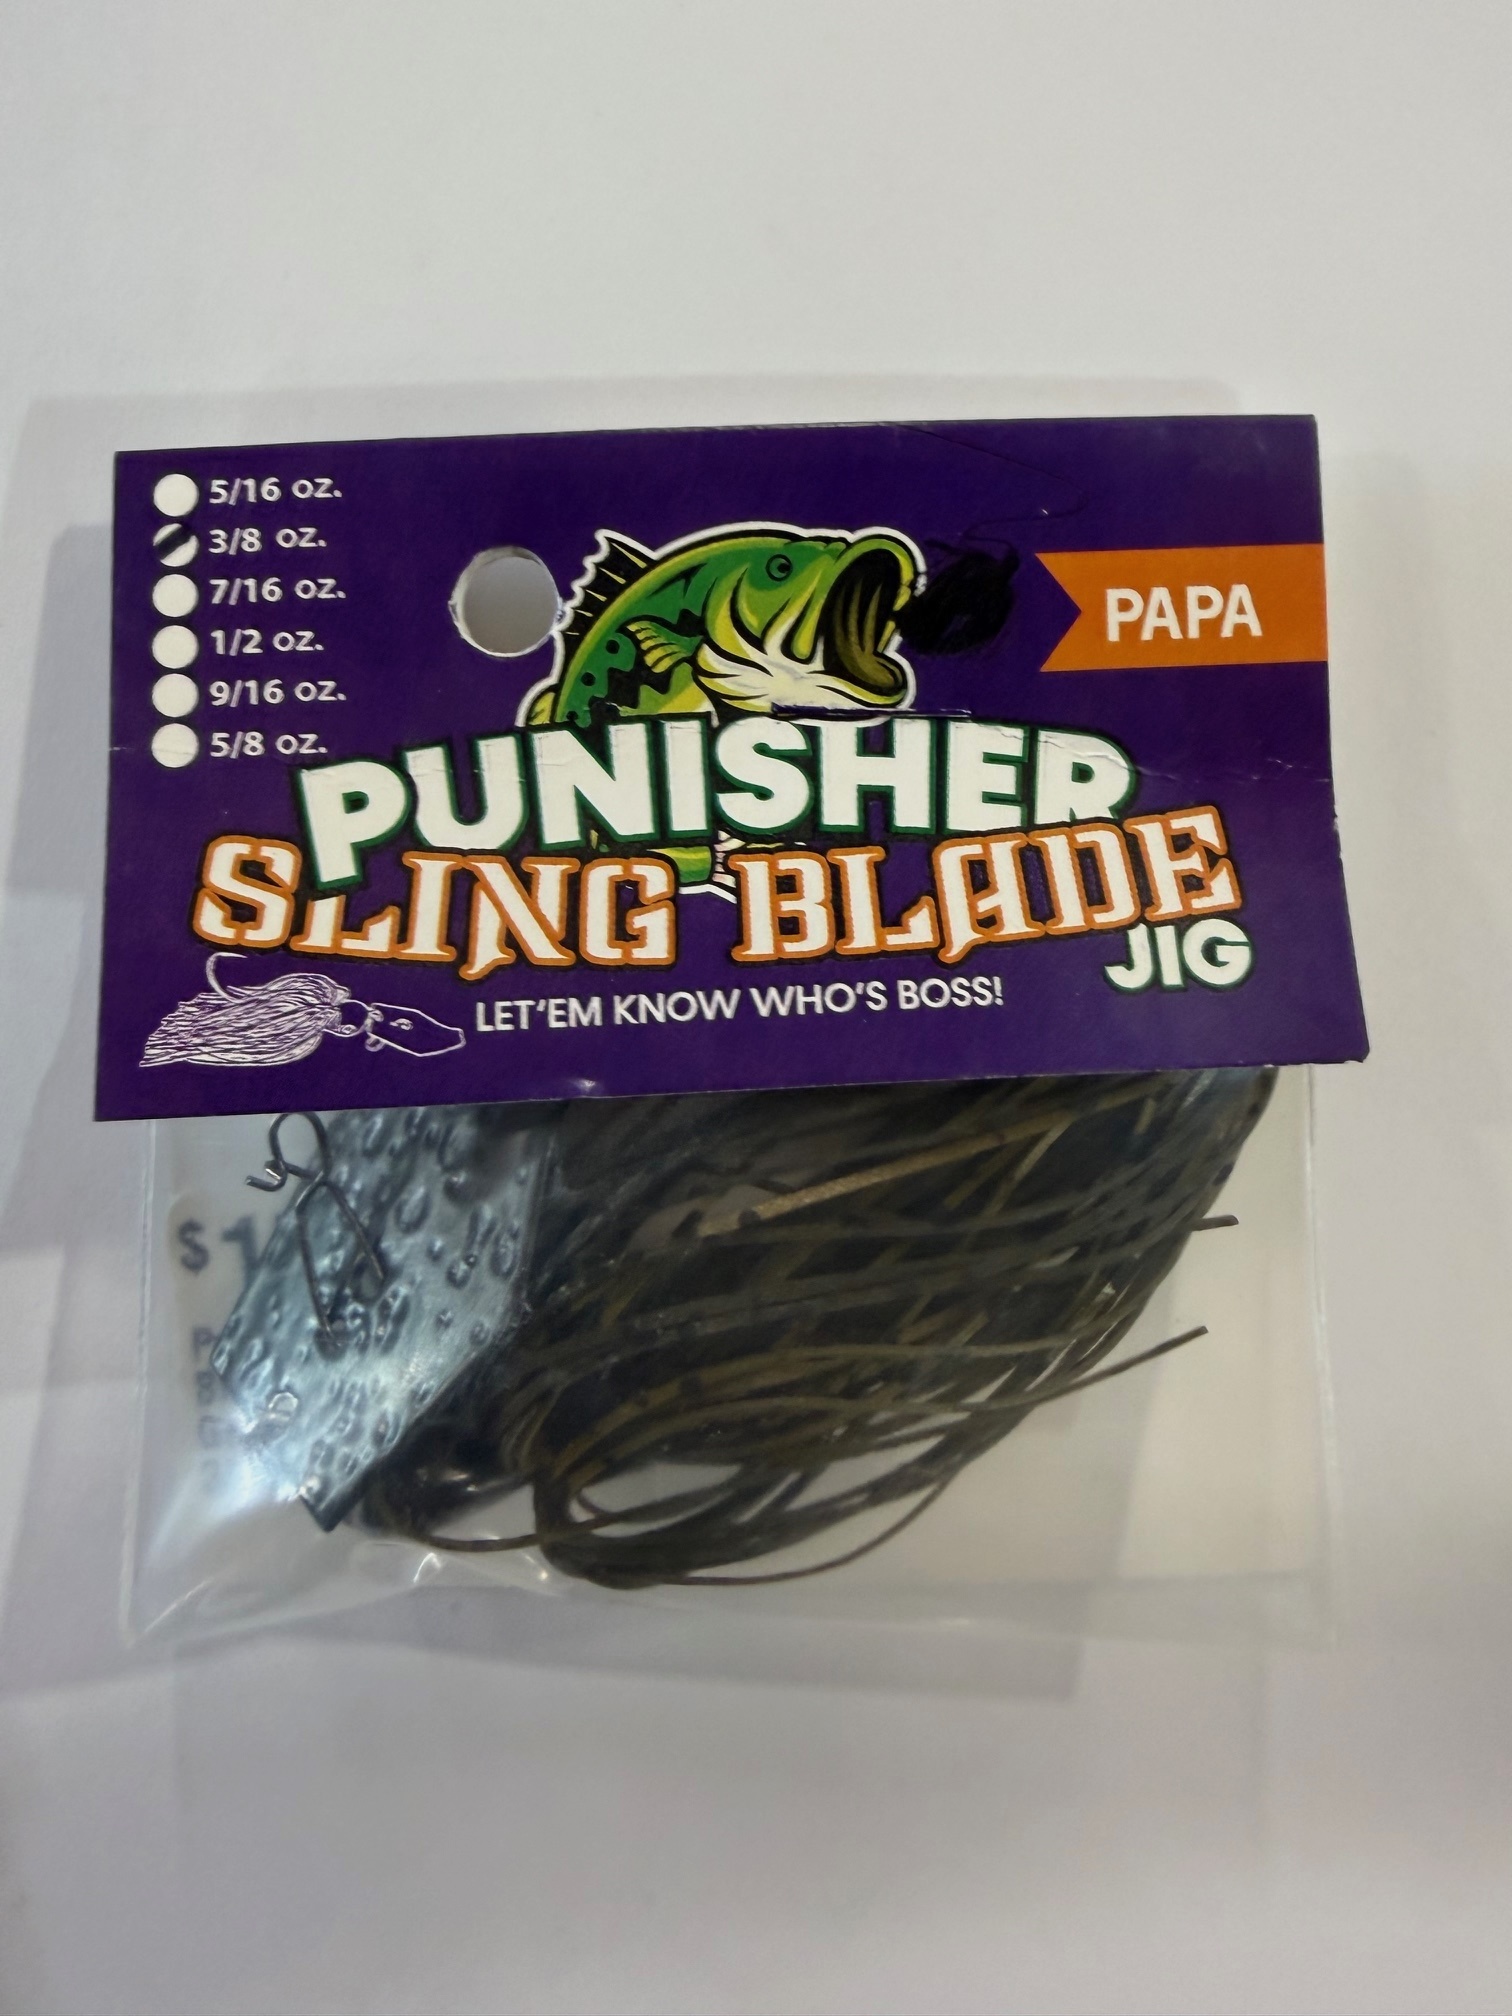 5/16 oz.
3/8 oz.
7/16 oz.
1/2 oz.
9/16 oz.
5/8 oz.
PAPA
PUNISHER
SLING BLADE
JIG
LET'EM KNOW WHO'S BOSS!
$